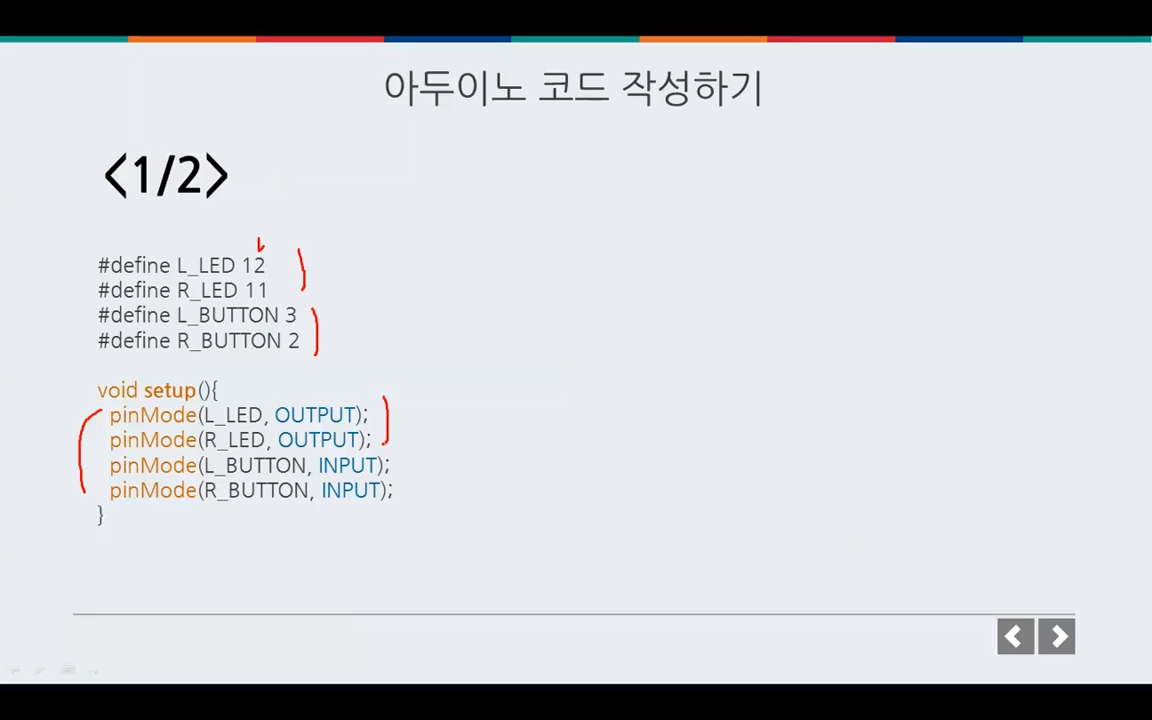 아두이노 코드 작성하기
<1/2>
#define L_LED 12
#define R_LED 11
#define L_BUTTON 3
#define R_BUTTON 2
void setup(){
pinMode(L_LED, OUTPUT);
pinMode(R_LED, OUTPUT);
pinMode(L_BUTTON, INPUT);
pinMode(R_BUTTON, INPUT);
}